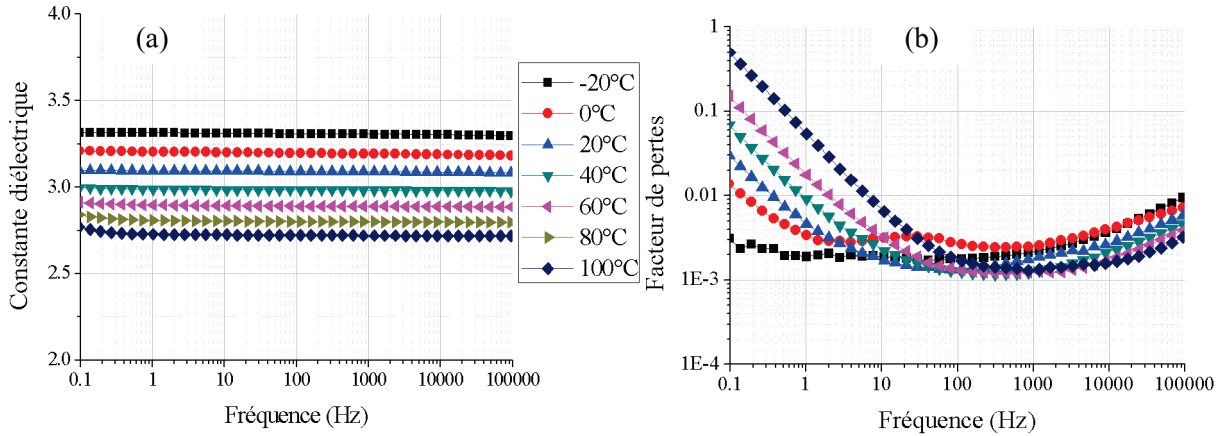 (a)
4.0
3.5
3.0
2.5
2.0
Constante diélectrique
0.1 1 10 100 1000 10000 100000
Fréquence (Hz)
-20°C
0°C
20°C
40°C
60°C
80°C
100°C
(b)
1
0.1
0.01
1E-3
1E-4
Facteur de pertes
0.1 1 10 100 1000 10000 100000
Fréquence (Hz)